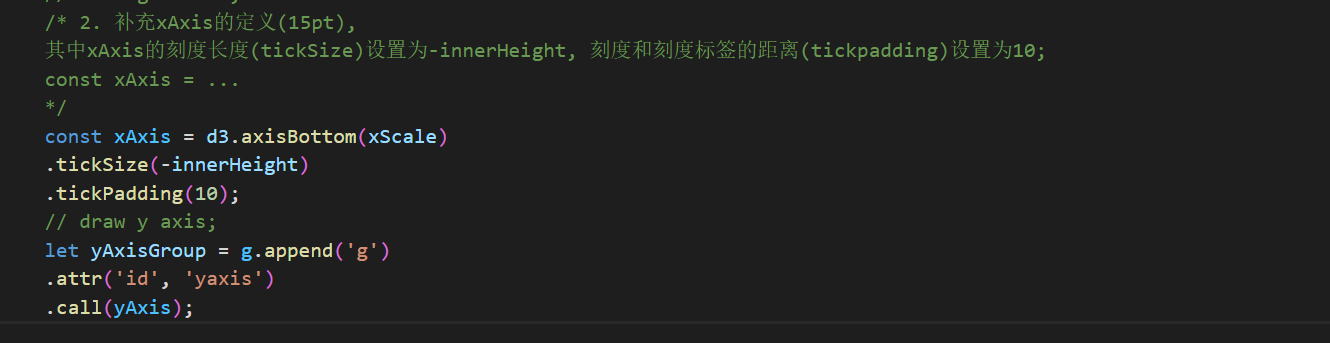 /* 2. 补充xAxis的定义(15pt),
其中xAxis的刻度长度(tickSize)设置为-innerHeight, 刻度和刻度标签的距离(tickpadding)设置为10;
const xAxis = ...
*/
const xAxis = d3.axisBottom(xScale)
.tickSize(-innerHeight)
.tickPadding(10);
// draw y axis;
let yAxisGroup = g.append('g')
.attr('id', 'yaxis')
.call(yAxis);